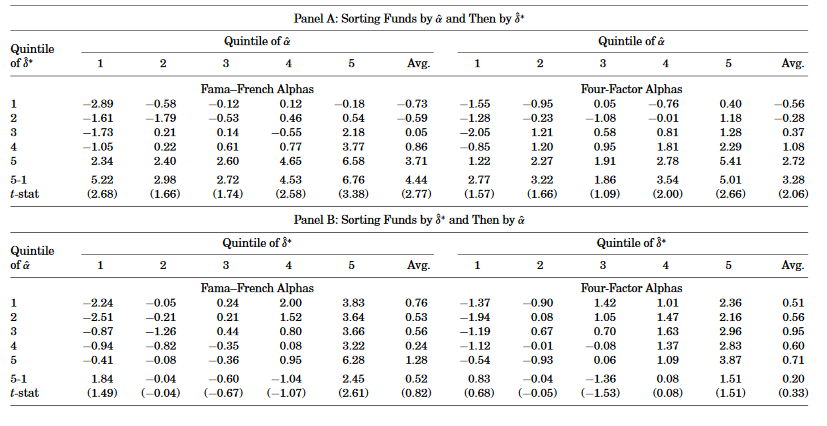 Panel A: Sorting Funds by α̂ and Then by δ̂*
Quintile of δ̂* Quintile of α̂ Quintile of α̂
1 2 3 4 5 Avg. 1 2 3 4 5 Avg.
Fama–French Alphas Four-Factor Alphas
1 −2.89 −0.58 −0.12 0.12 −0.18 −0.73 −1.55 −0.95 0.05 −0.76 0.40 −0.56
2 −1.61 −1.79 −0.53 0.46 0.54 −0.59 −1.28 −0.23 −1.08 −0.01 1.18 −0.28
3 −1.73 0.21 0.14 −0.55 2.18 0.05 −2.05 1.21 0.58 0.81 1.28 0.37
4 −1.05 0.22 0.61 0.77 3.77 0.86 −0.85 1.20 0.95 1.81 2.29 1.08
5 2.34 2.40 2.60 4.65 6.58 3.71 1.22 2.27 1.91 2.78 5.41 2.72
5-1 5.22 2.98 2.72 4.53 6.76 4.44 2.77 3.22 1.86 3.54 5.01 3.28
t-stat (2.68) (1.66) (1.74) (2.58) (3.38) (2.77) (1.57) (1.66) (1.09) (2.00) (2.66) (2.06)
Panel B: Sorting Funds by δ̂* and Then by α̂
Quintile of α̂ Quintile of δ̂* Quintile of δ̂*
1 2 3 4 5 Avg. 1 2 3 4 5 Avg.
Fama–French Alphas Four-Factor Alphas
1 −2.24 −0.05 0.24 2.00 3.83 0.76 −1.37 −0.90 1.42 1.01 2.36 0.51
2 −2.51 −0.21 0.21 1.52 3.64 0.53 −1.94 0.08 1.05 1.47 2.16 0.56
3 −0.87 −1.26 0.44 0.80 3.66 0.56 −1.19 0.67 0.70 1.63 2.96 0.95
4 −0.94 −0.82 −0.35 0.08 3.22 0.24 −1.12 −0.01 −0.08 1.37 2.83 0.60
5 −0.41 −0.08 −0.36 0.95 6.28 1.28 −0.54 −0.93 0.06 1.09 3.87 0.71
5-1 1.84 −0.04 −0.60 −1.04 2.45 0.52 0.83 −0.04 −1.36 0.08 1.51 0.20
t-stat (1.49) (−0.04) (−0.67) (−1.07) (2.61) (0.82) (0.68) (−0.05) (−1.53) (0.08) (1.51) (0.33)